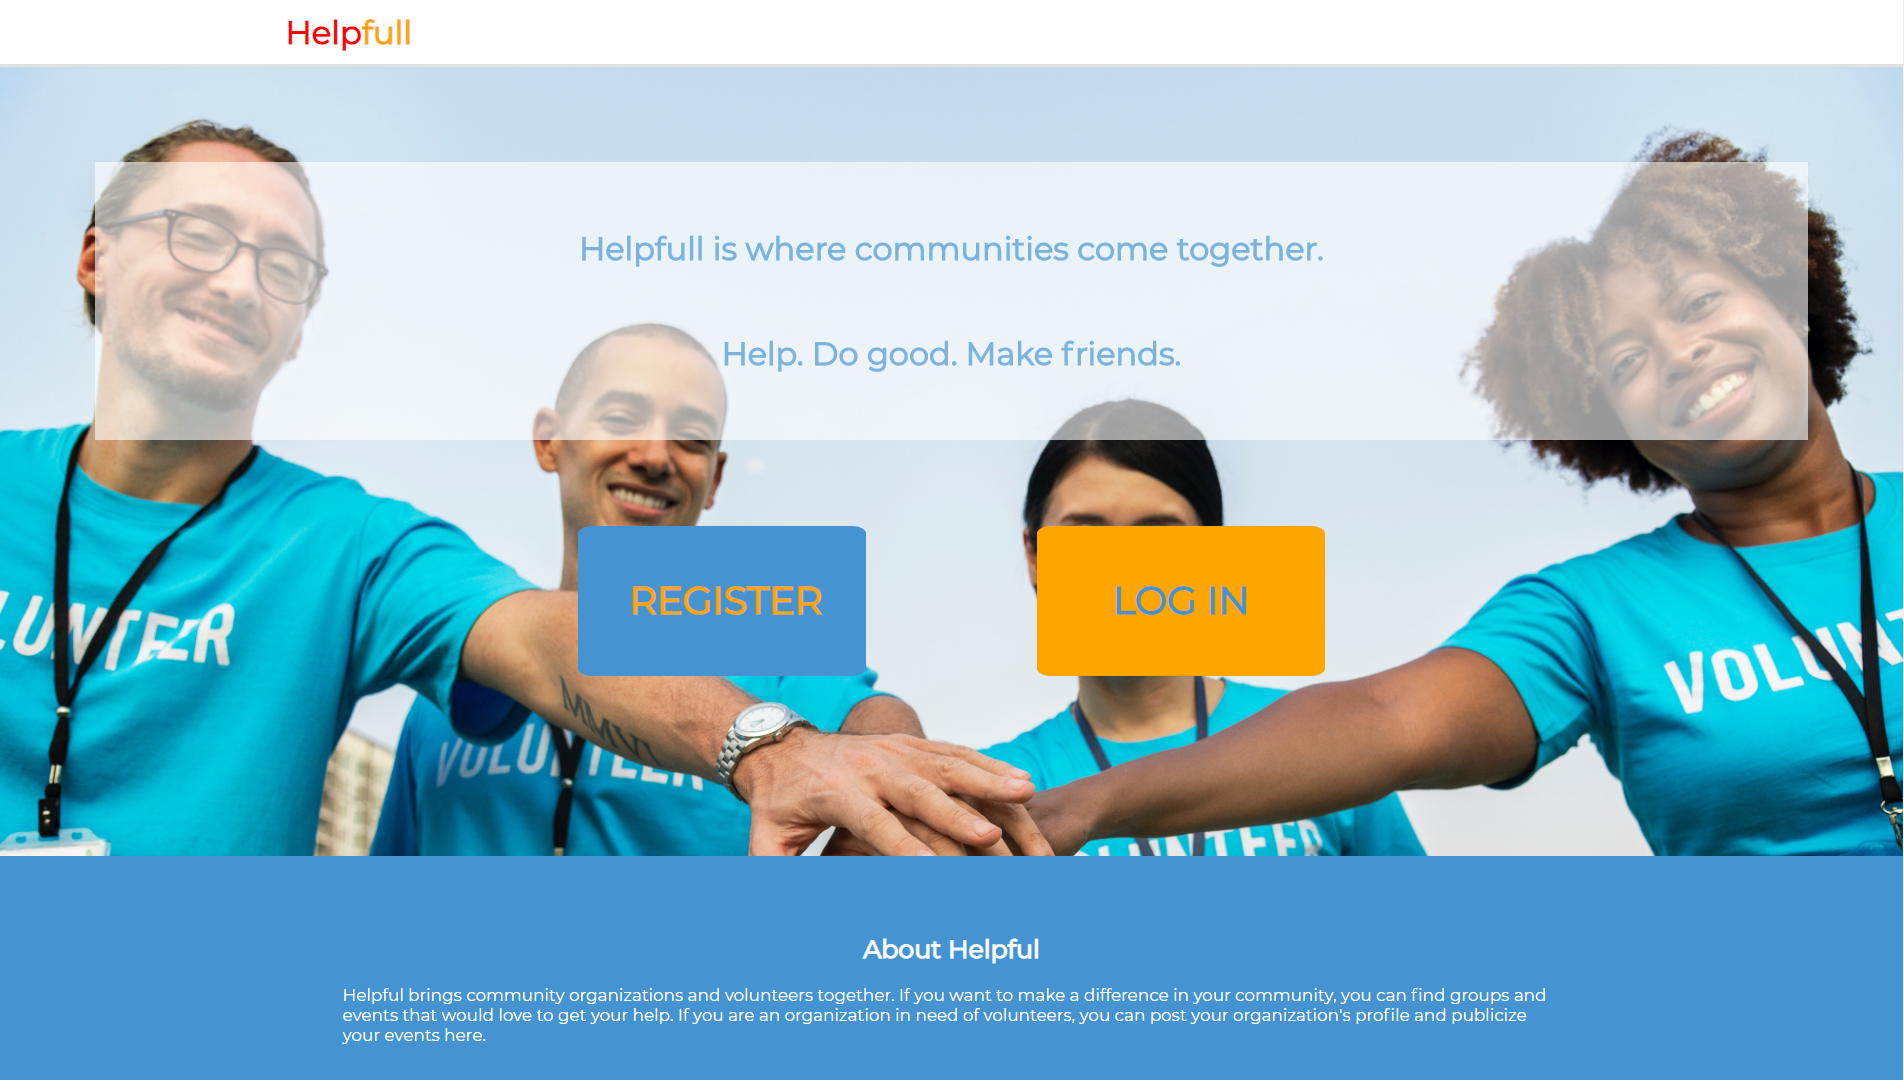 Helpfull
Helpfull is where communities come together.
Help. Do good. Make friends.
REGISTER
LOG IN
VOLUNTEER
About Helpful
Helpful brings community organizations and volunteers together. If you want to make a difference in your community, you can find groups and
events that would love to get your help. If you are an organization in need of volunteers, you can post your organization's profile and publicize
your events here.